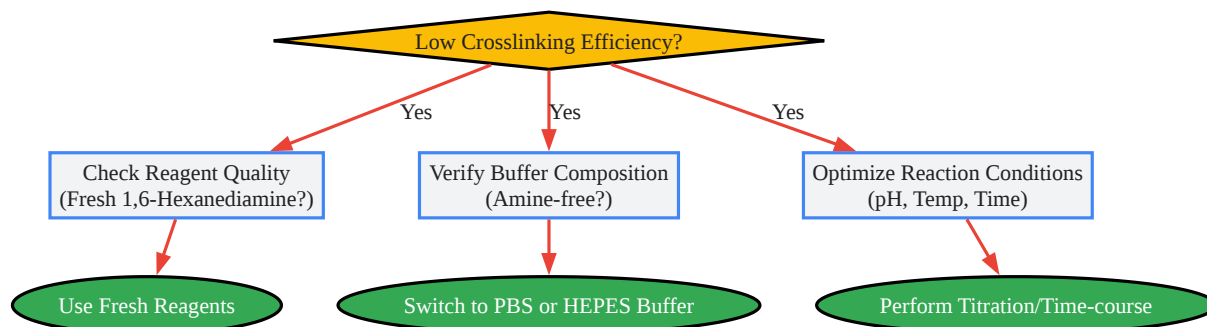 Low Crosslinking Efficiency?
Yes
Yes
Yes
Check Reagent Quality
(Fresh 1,6-Hexanediamine?)
Verify Buffer Composition
(Amine-free?)
Optimize Reaction Conditions
(pH, Temp, Time)
Use Fresh Reagents
Switch to PBS or HEPES Buffer
Perform Titration/Time-course